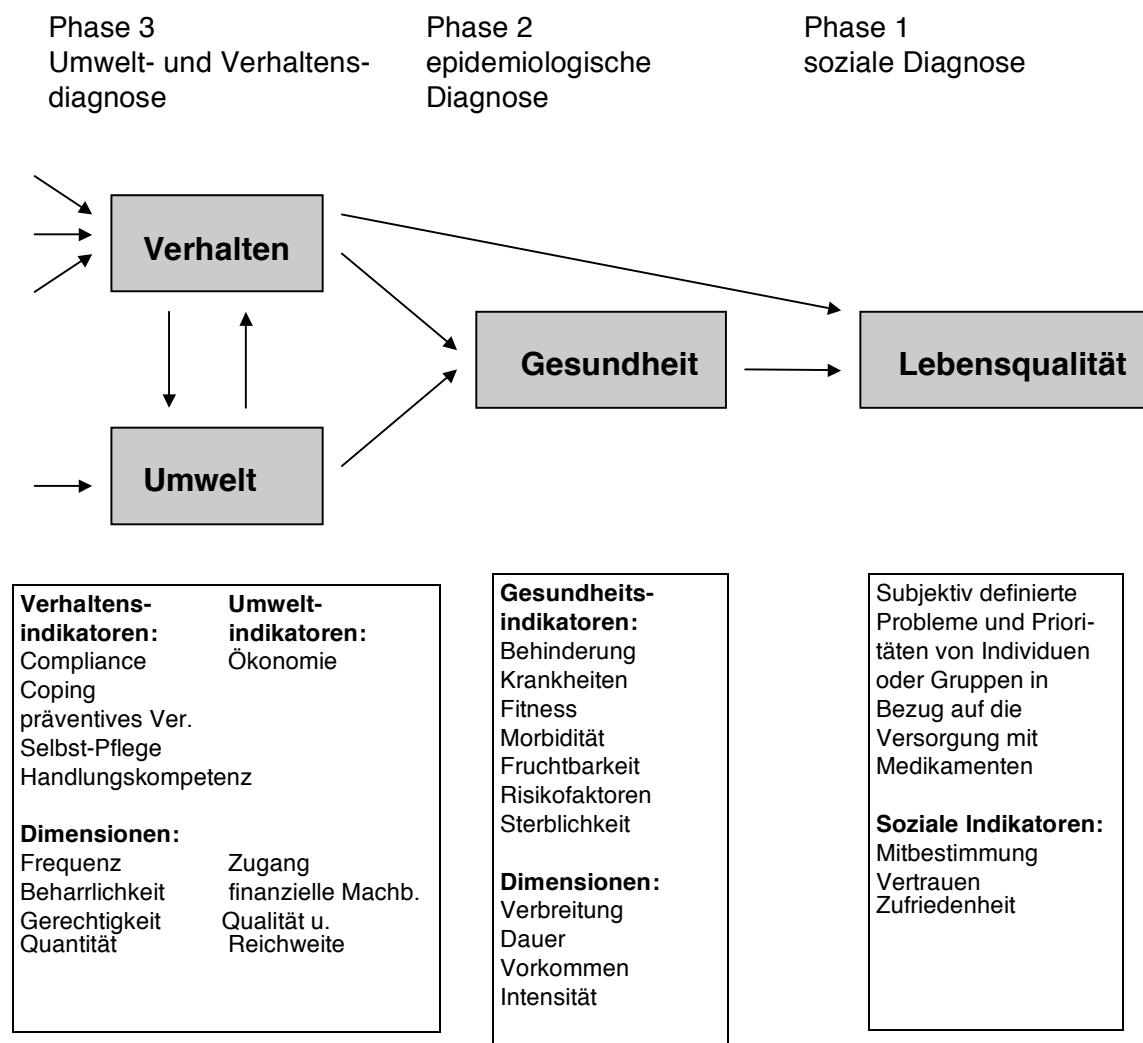 Phase 3
Umwelt- und Verhaltens-
diagnose
Phase 2
epidemiologische
Diagnose
Phase 1
soziale Diagnose
Verhalten
Gesundheit
Lebensqualität
Umwelt
Verhaltens-
indikatoren:
Compliance
Coping
präventives Ver.
Selbst-Pflege
Handlungskompetenz
Umwelt-
indikatoren:
Ökonomie
Dimensionen:
Frequenz
Beharrlichkeit
Gerechtigkeit
Quantität
Zugang
finanzielle Machb.
Qualität u.
Reichweite
Gesundheits-
indikatoren:
Behinderung
Krankheiten
Fitness
Morbidität
Fruchtbarkeit
Risikofaktoren
Sterblichkeit
Dimensionen:
Verbreitung
Dauer
Vorkommen
Intensität
Subjektiv definierte
Probleme und Priori-
täten von Individuen
oder Gruppen in
Bezug auf die
Versorgung mit
Medikamenten
Soziale Indikatoren:
Mitbestimmung
Vertrauen
Zufriedenheit